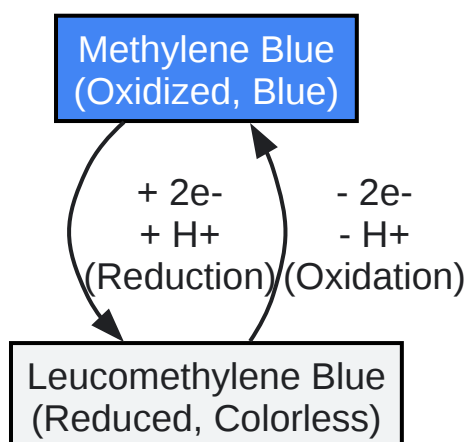 Methylene Blue
(Oxidized, Blue)
+ 2e-
+ H+
(Reduction)
- 2e-
- H+
(Oxidation)
Leucomethylene Blue
(Reduced, Colorless)